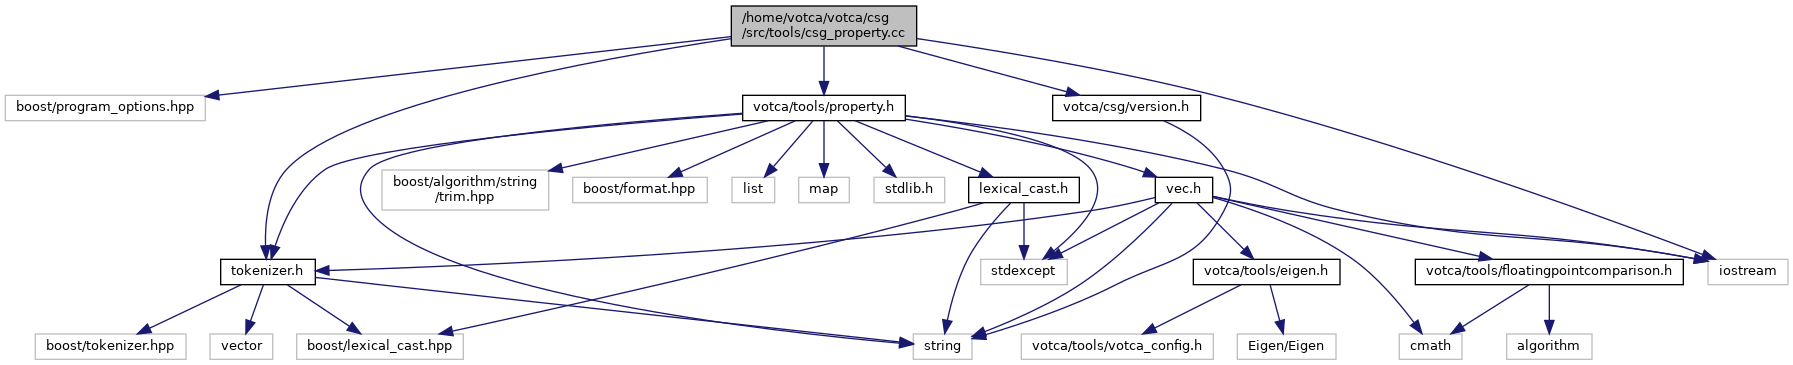 /home/votca/votca/csg
/src/tools/csg_property.cc
boost/program_options.hpp
votca/tools/property.h
votca/csg/version.h
boost/algorithm/string
/trim.hpp
boost/format.hpp
list
map
stdlib.h
lexical_cast.h
vec.h
tokenizer.h
stdexcept
votca/tools/eigen.h
votca/tools/floatingpointcomparison.h
iostream
boost/tokenizer.hpp
vector
boost/lexical_cast.hpp
string
votca/tools/votca_config.h
Eigen/Eigen
cmath
algorithm